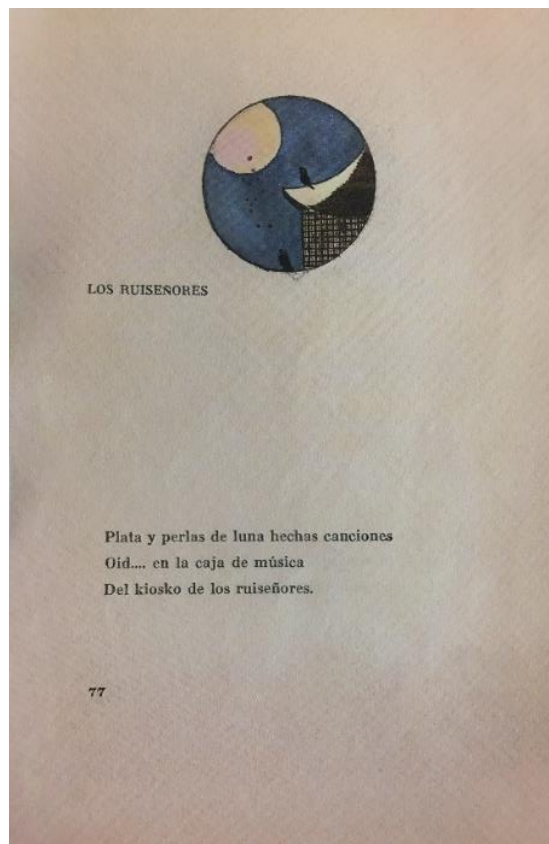 LOS RUISEÑORES
Plata y perlas de luna hechas canciones
Oid.... en la caja de música
Del kiosko de los ruiseñores.
77